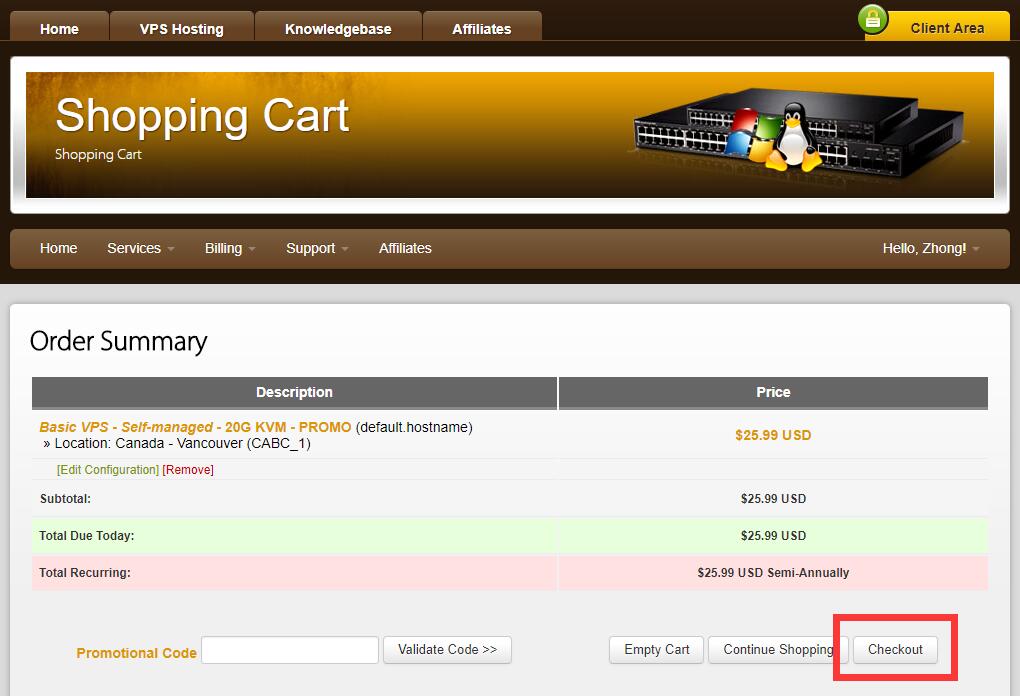 Home VPS Hosting Knowledgebase Affiliates Client Area
Shopping Cart
Shopping Cart
Home Services Billing Support Affiliates Hello, Zhong!
Order Summary
Description Price
Basic VPS - Self-managed - 20G KVM - PROMO (default.hostname) $25.99 USD
» Location: Canada - Vancouver (CABC_1)
[Edit Configuration] [Remove]
Subtotal: $25.99 USD
Total Due Today: $25.99 USD
Total Recurring: $25.99 USD Semi-Annually
Promotional Code Validate Code >> Empty Cart Continue Shopping Checkout